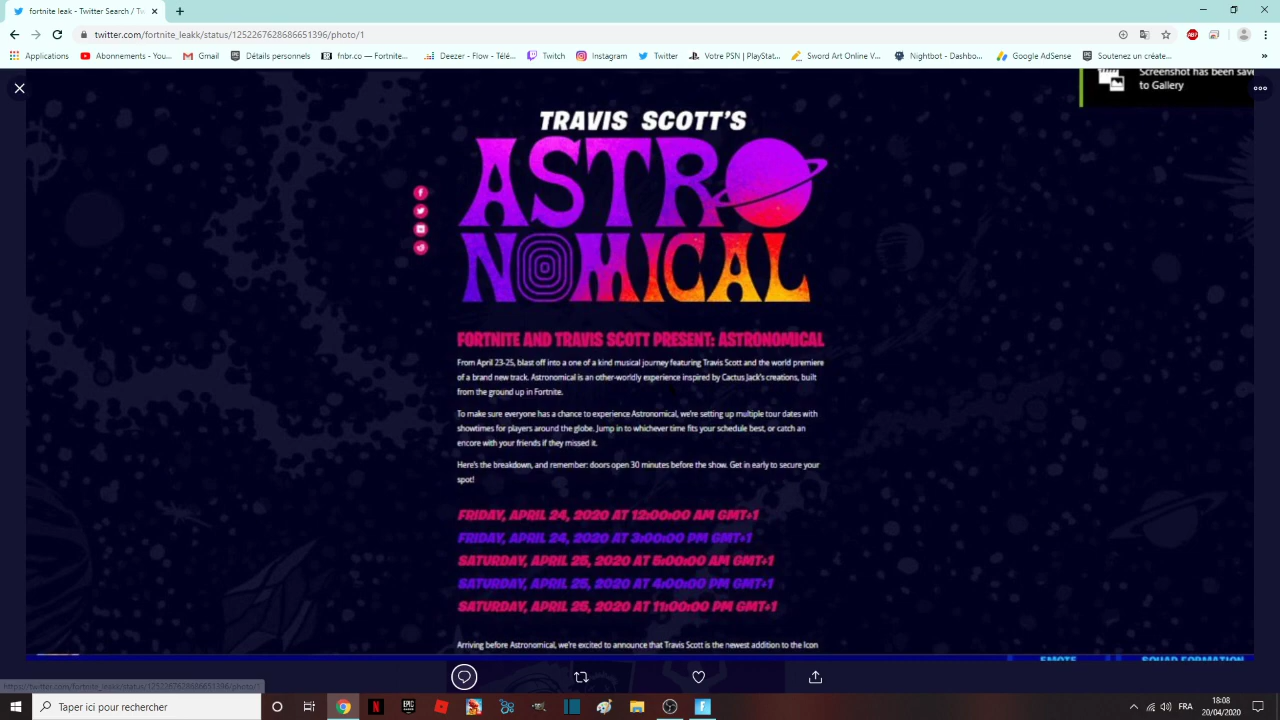 fortnite leak - Twitter Search / Tw
twitter.com/fortnite_leakk/status/1252267628686651396/photo/1
Applications
Abonnements - You...
Gmail
Détails personnels
fnbr.co — Fortnite...
Deezer - Flow - Télé...
Twitch
Instagram
Twitter
Votre PSN | PlayStat...
Sword Art Online V...
Nightbot - Dashbo...
Google AdSense
Soutenez un créate...
Screenshot has been save
to Gallery
TRAVIS SCOTT'S
ASTRO
NOMICAL
FORTNITE AND TRAVIS SCOTT PRESENT: ASTRONOMICAL
From April 23-25, blast off into a one of a kind musical journey featuring Travis Scott and the world premiere
of a brand new track. Astronomical is an other-worldly experience inspired by Cactus Jack's creations, built
from the ground up in Fortnite.
To make sure everyone has a chance to experience Astronomical, we're setting up multiple tour dates with
showtimes for players around the globe. Jump in to whichever time fits your schedule best, or catch an
encore with your friends if they missed it.
Here's the breakdown, and remember: doors open 30 minutes before the show. Get in early to secure your
spot!
FRIDAY, APRIL 24, 2020 AT 12:00:00 AM GMT+1
FRIDAY, APRIL 24, 2020 AT 3:00:00 PM GMT+1
SATURDAY, APRIL 25, 2020 AT 5:00:00 AM GMT+1
SATURDAY, APRIL 25, 2020 AT 4:00:00 PM GMT+1
SATURDAY, APRIL 25, 2020 AT 11:00:00 PM GMT+1
Arriving before Astronomical, we're excited to announce that Travis Scott is the newest addition to the Icon
EMOTE
SQUAD FORMATION
https://twitter.com/fortnite_leakk/status/1252267628686651396/photo/1
Taper ici pour rechercher
FRA
18:08
20/04/2020